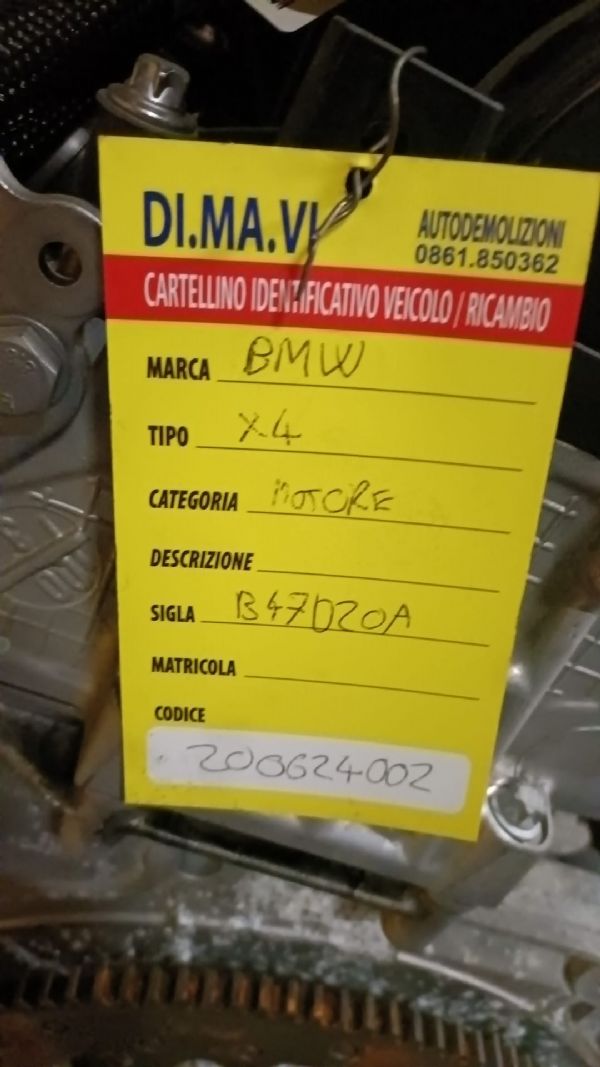 DI.MA.VI
AUTODEMOLIZIONI
0861.850362
CARTELLINO IDENTIFICATIVO VEICOLO / RICAMBIO
MARCA BMW
TIPO X4
CATEGORIA MOTORE
DESCRIZIONE
SIGLA B47D20A
MATRICOLA
CODICE
200624002